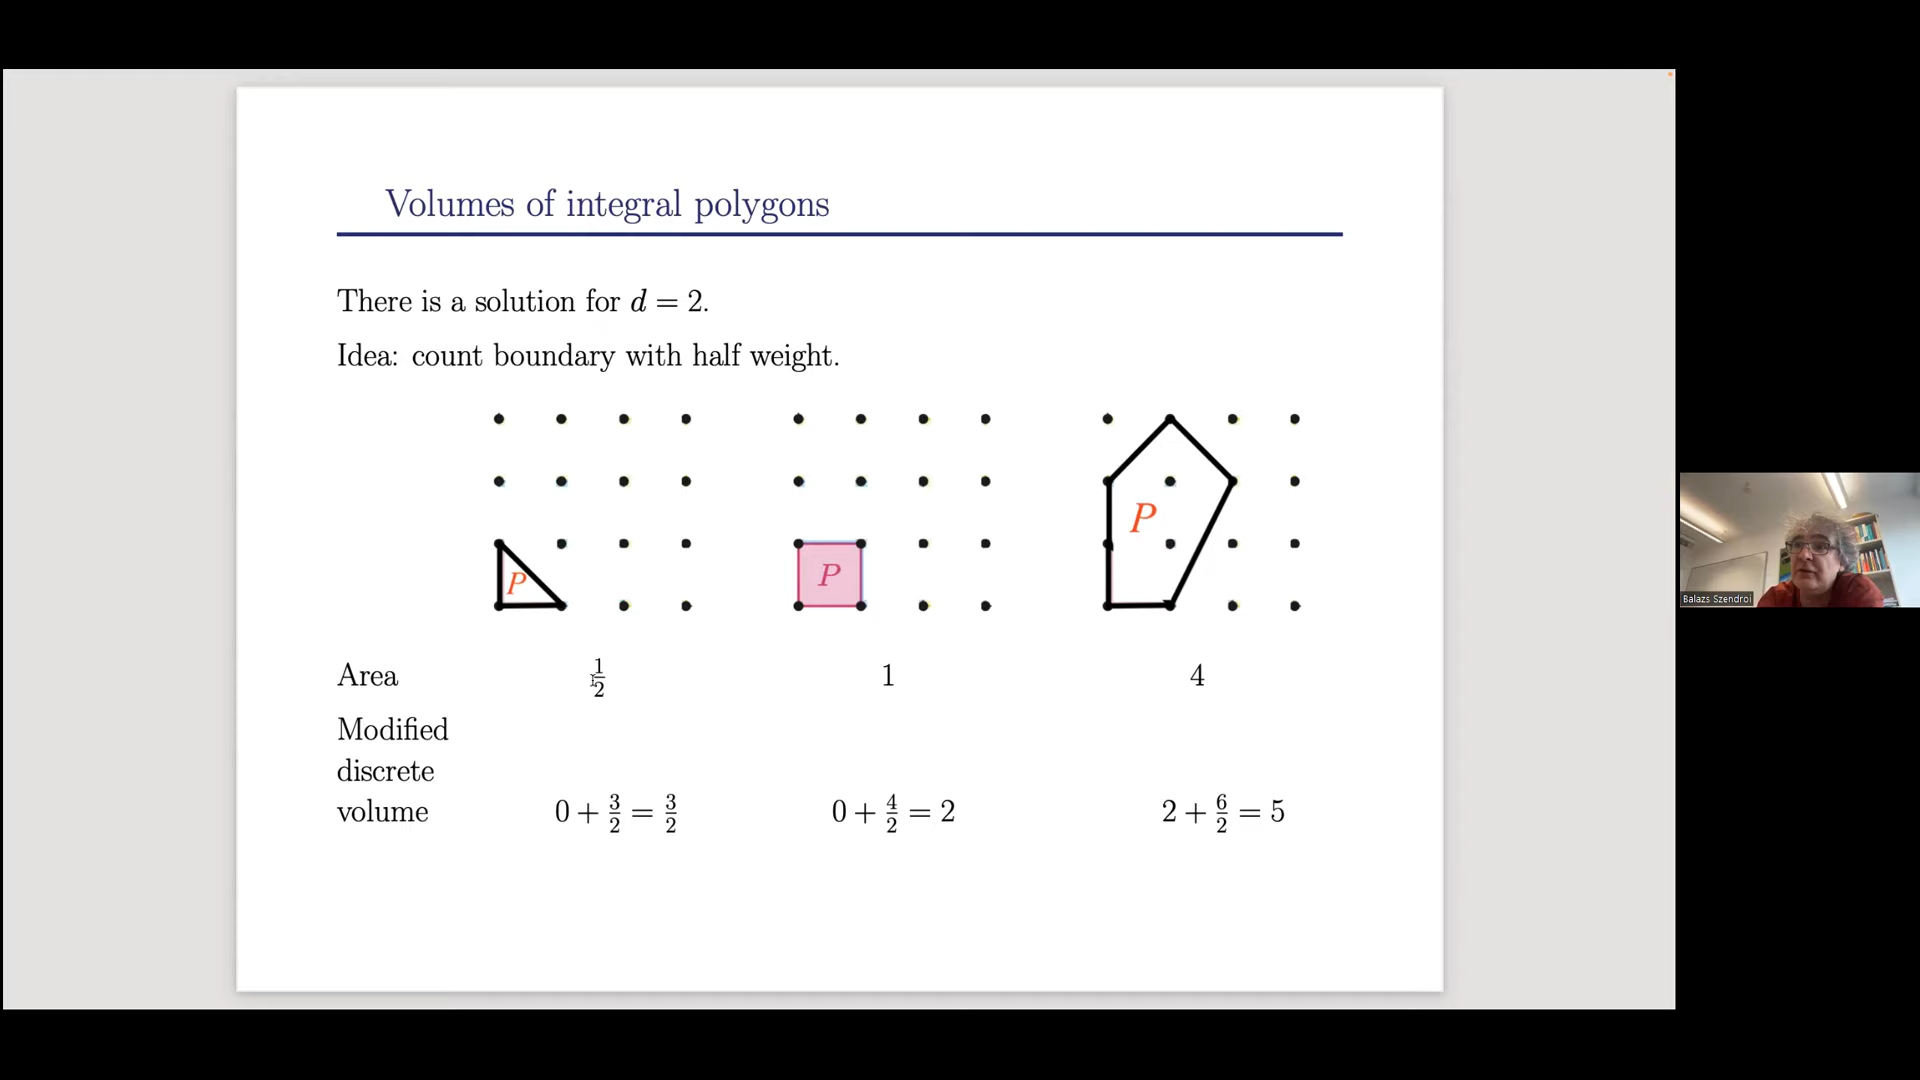 Volumes of integral polygons
There is a solution for d = 2.
Idea: count boundary with half weight.
P
P
P
Area 1/2 1 4
Modified
discrete
volume 0 + 3/2 = 3/2 0 + 4/2 = 2 2 + 6/2 = 5
Balazs Szendroi